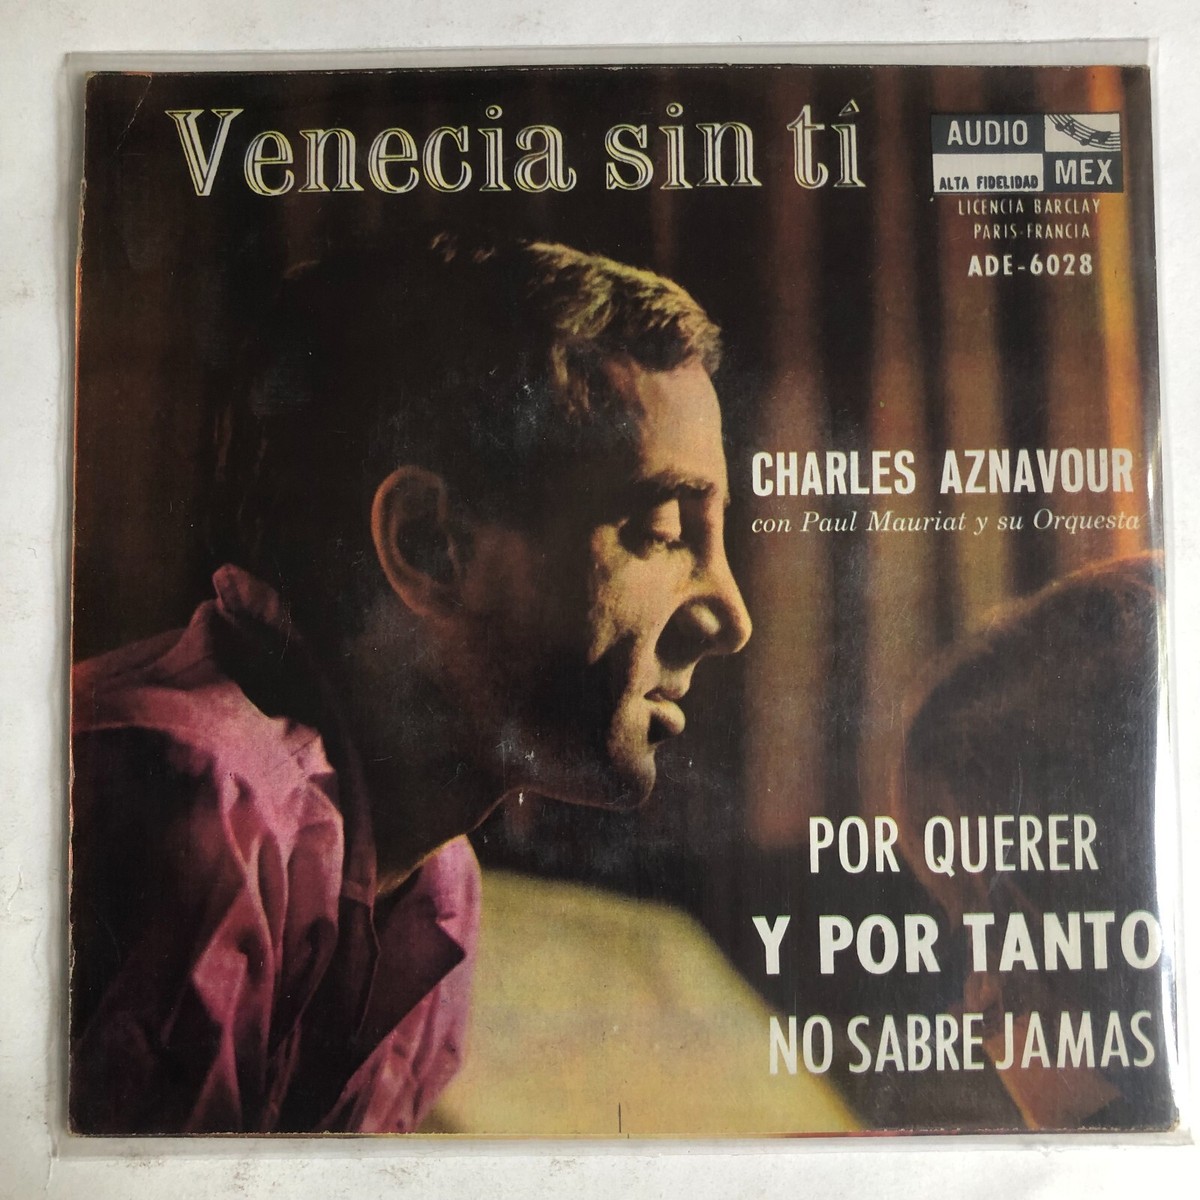 Venecia sin tí
AUDIO
ALTA FIDELIDAD MEX
LICENCIA BARCLAY
PARIS-FRANCIA
ADE-6028
CHARLES AZNAVOUR
con Paul Mauriat y su Orquesta
POR QUERER
Y POR TANTO
NO SABRE JAMAS